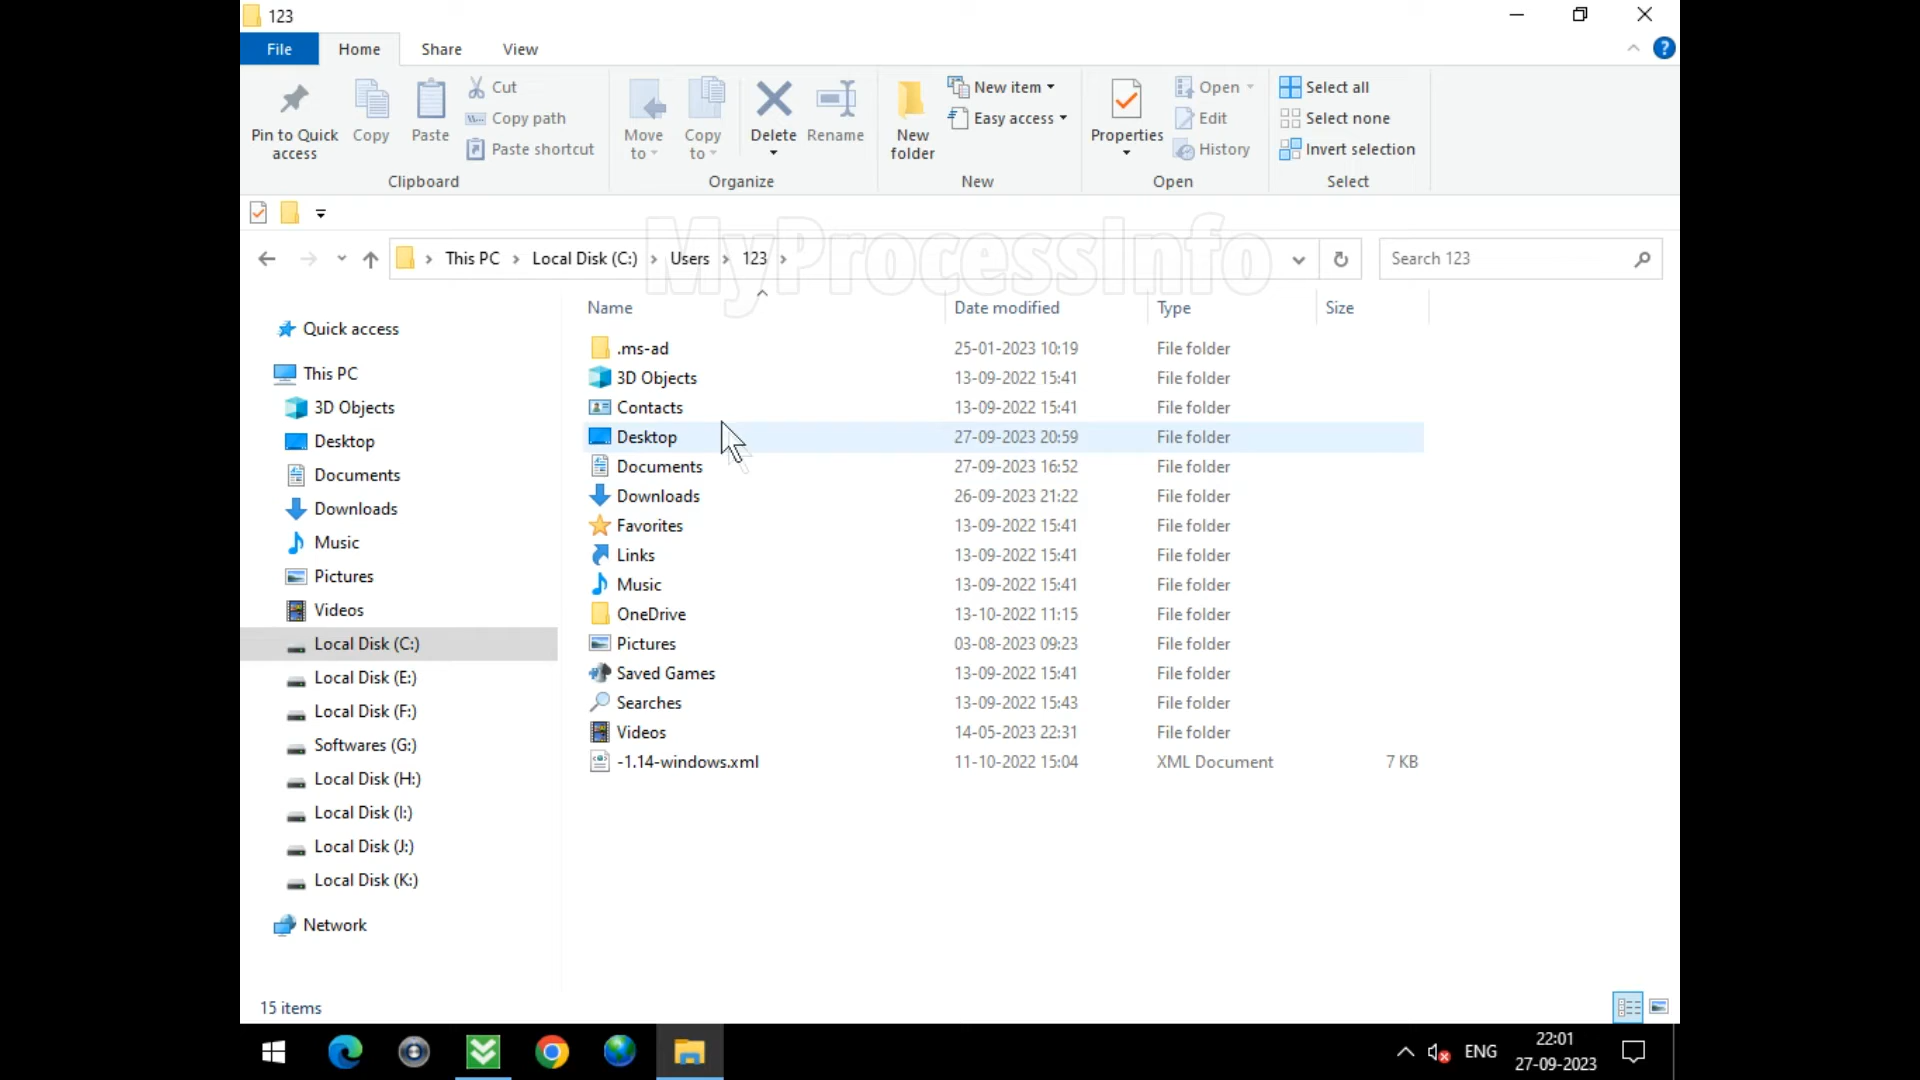 123
File Home Share View
Pin to Quick access
Copy
Paste
Cut
Copy path
Paste shortcut
Clipboard
Move to
Copy to
Delete
Rename
Organize
New folder
New item
Easy access
New
Properties
Open
Edit
History
Open
Select all
Select none
Invert selection
Select
MyProcessInfo
This PC > Local Disk (C:) > Users > 123 >
Search 123
Quick access
This PC
3D Objects
Desktop
Documents
Downloads
Music
Pictures
Videos
Local Disk (C:)
Local Disk (E:)
Local Disk (F:)
Softwares (G:)
Local Disk (H:)
Local Disk (I:)
Local Disk (J:)
Local Disk (K:)
Network
Name Date modified Type Size
.ms-ad 25-01-2023 10:19 File folder
3D Objects 13-09-2022 15:41 File folder
Contacts 13-09-2022 15:41 File folder
Desktop 27-09-2023 20:59 File folder
Documents 27-09-2023 16:52 File folder
Downloads 26-09-2023 21:22 File folder
Favorites 13-09-2022 15:41 File folder
Links 13-09-2022 15:41 File folder
Music 13-09-2022 15:41 File folder
OneDrive 13-10-2022 11:15 File folder
Pictures 03-08-2023 09:23 File folder
Saved Games 13-09-2022 15:41 File folder
Searches 13-09-2022 15:43 File folder
Videos 14-05-2023 22:31 File folder
-1.14-windows.xml 11-10-2022 15:04 XML Document 7 KB
15 items
ENG
22:01
27-09-2023